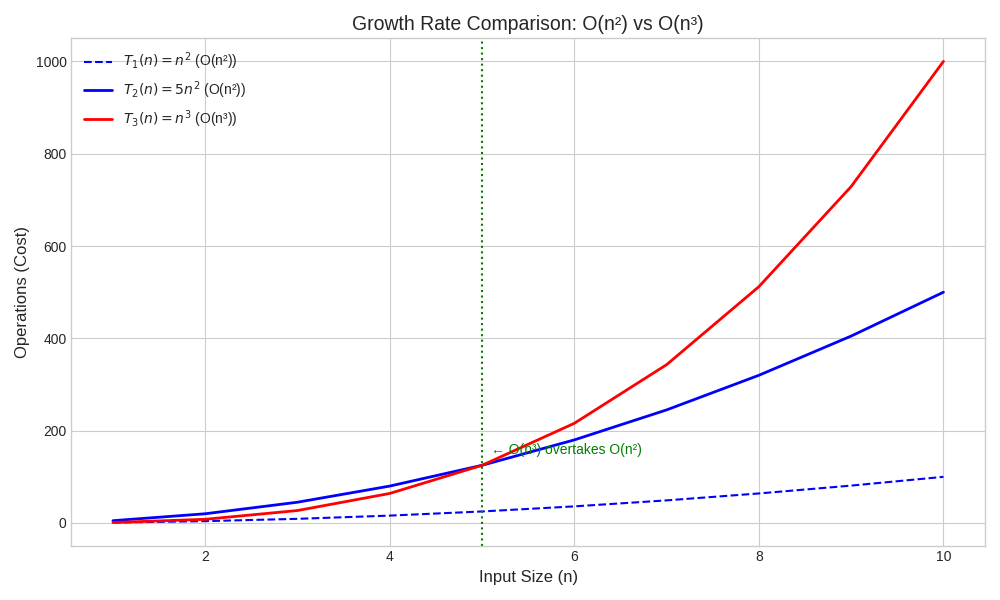 Growth Rate Comparison: O(n²) vs O(n³)
T₁(n) = n² (O(n²))
T₂(n) = 5n² (O(n²))
T₃(n) = n³ (O(n³))
1000
800
600
400
200
0
Operations (Cost)
← O(n³) overtakes O(n²)
2
4
6
8
10
Input Size (n)